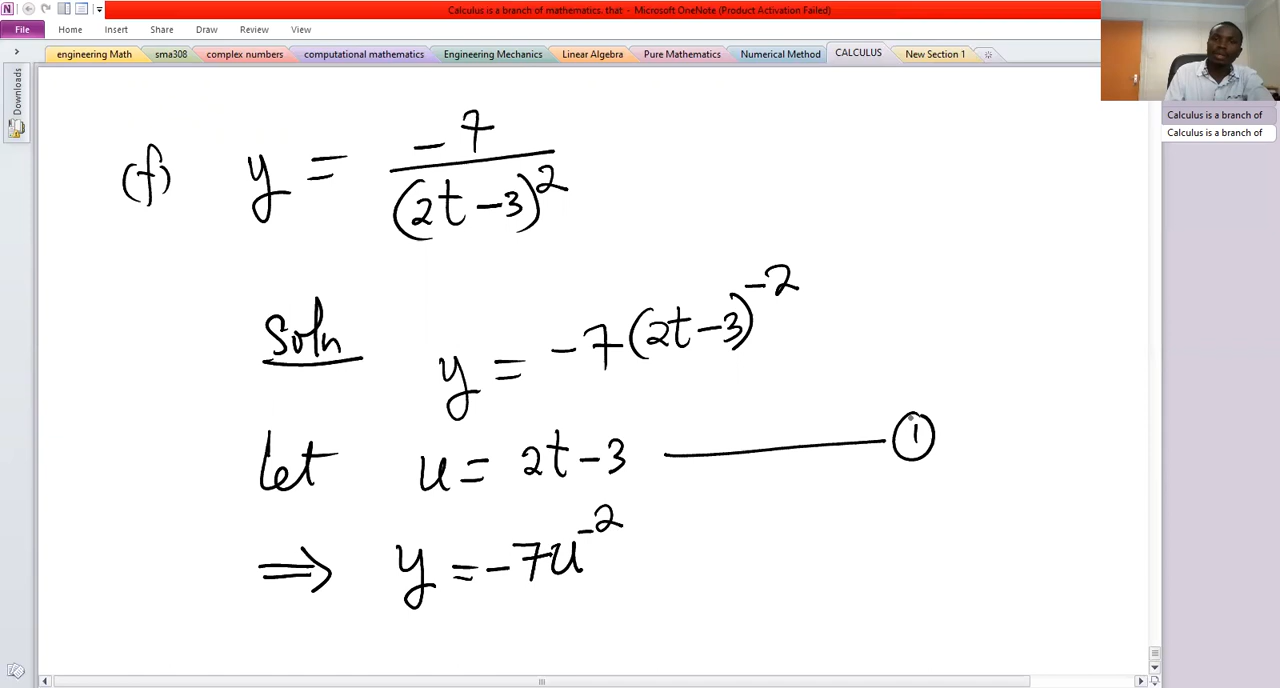 Calculus is a branch of mathematics. that - Microsoft OneNote (Product Activation Failed)
File Home Insert Share Draw Review View
engineering Math sma308 complex numbers computational mathematics Engineering Mechanics Linear Algebra Pure Mathematics Numerical Method CALCULUS New Section 1
Downloads
Calculus is a branch of
Calculus is a branch of
(f) y = -7/(2t-3)²
Soln y = -7(2t-3)⁻²
Let u = 2t-3 ——— ①
⟹ y = -7u⁻²